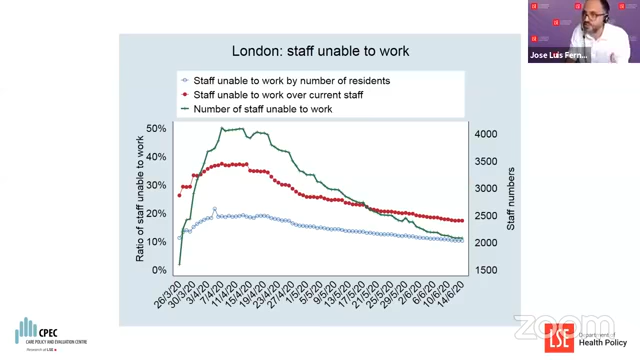 London: staff unable to work
Staff unable to work by number of residents
Staff unable to work over current staff
Number of staff unable to work
Ratio of staff unable to work
50%
40%
30%
20%
10%
0%
4000
3500
3000
2500
2000
1500
Staff numbers
26/3/20
30/3/20
3/4/20
7/4/20
11/4/20
15/4/20
19/4/20
23/4/20
27/4/20
1/5/20
5/5/20
9/5/20
13/5/20
17/5/20
21/5/20
25/5/20
29/5/20
2/6/20
6/6/20
10/6/20
14/6/20
Jose Luis Fern...
zoom
CPEC
CARE POLICY AND EVALUATION CENTRE
Research at LSE
LSE
Department of
Health Policy